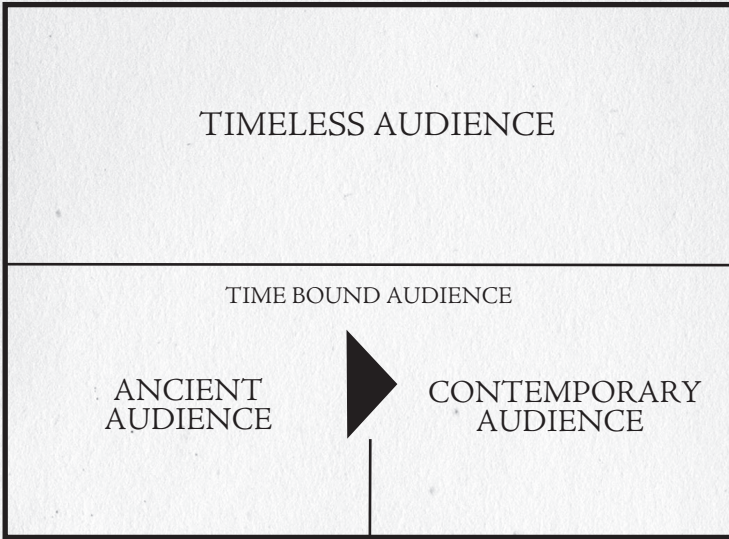 TIMELESS AUDIENCE
TIME BOUND AUDIENCE
ANCIENT
AUDIENCE
CONTEMPORARY
AUDIENCE